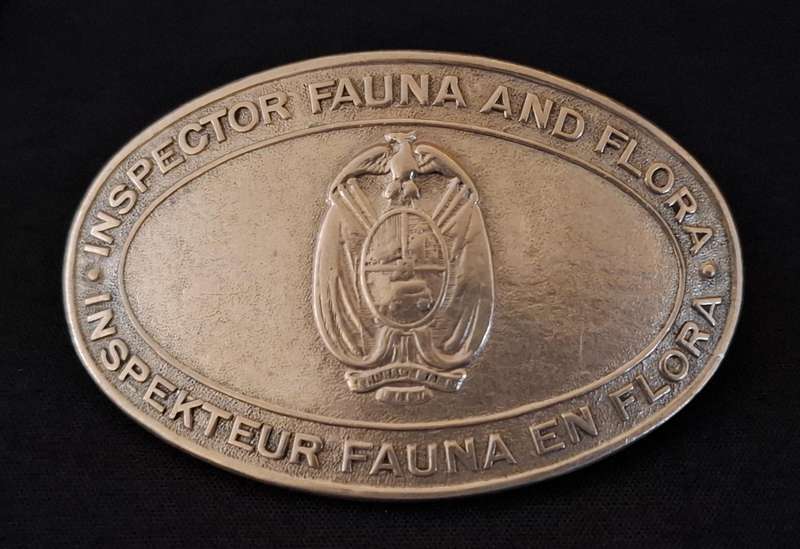 • INSPECTOR FAUNA AND FLORA •
INSPEKTEUR FAUNA EN FLORA